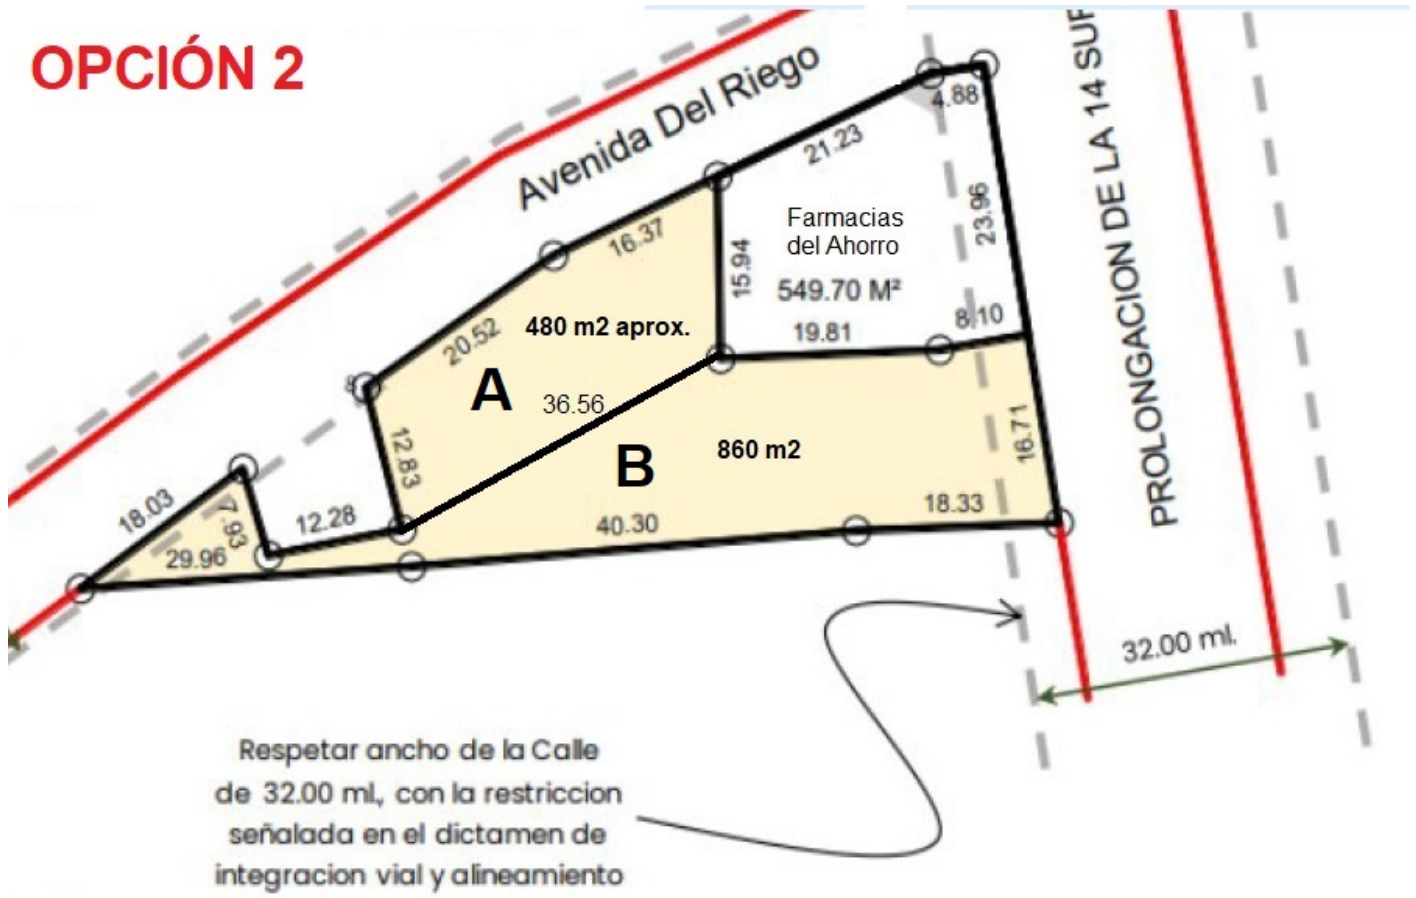 OPCIÓN 2
Avenida Del Riego
PROLONGACION DE LA 14 SUR
4.88
21.23
23.96
16.37
15.94
Farmacias
del Ahorro
549.70 M²
19.81
8.10
20.52
480 m2 aprox.
A
36.56
12.83
B
860 m2
16.71
18.03
7.93
12.28
29.96
40.30
18.33
32.00 ml.
Respetar ancho de la Calle
de 32.00 ml., con la restriccion
señalada en el dictamen de
integracion vial y alineamiento